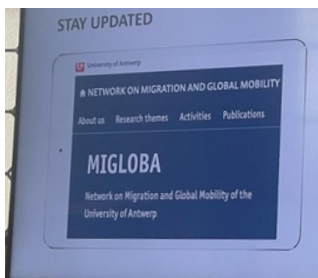 STAY UPDATED
University of Antwerp
NETWORK ON MIGRATION AND GLOBAL MOBILITY
About us Research themes Activities Publications
MIGLOBA
Network on Migration and Global Mobility of the
University of Antwerp